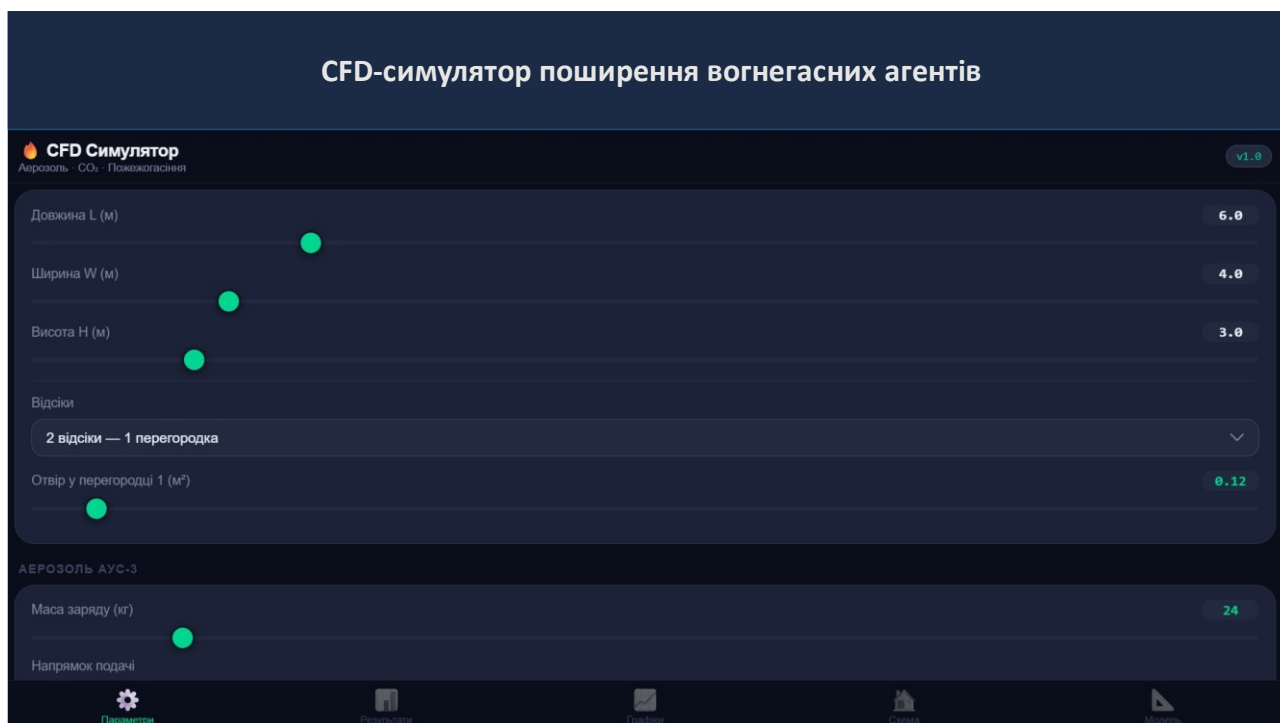 CFD-симулятор поширення вогнегасних агентів
CFD Симулятор
Аерозоль · CO₂ · Пожежогасіння
v1.0
Довжина L (м)
6.0
Ширина W (м)
4.0
Висота H (м)
3.0
Відсіки
2 відсіки — 1 перегородка
Отвір у перегородці 1 (м²)
0.12
АЕРОЗОЛЬ АУС-3
Маса заряду (кг)
24
Напрямок подачі
Параметри
Результати
Графіки
Схема
Модель